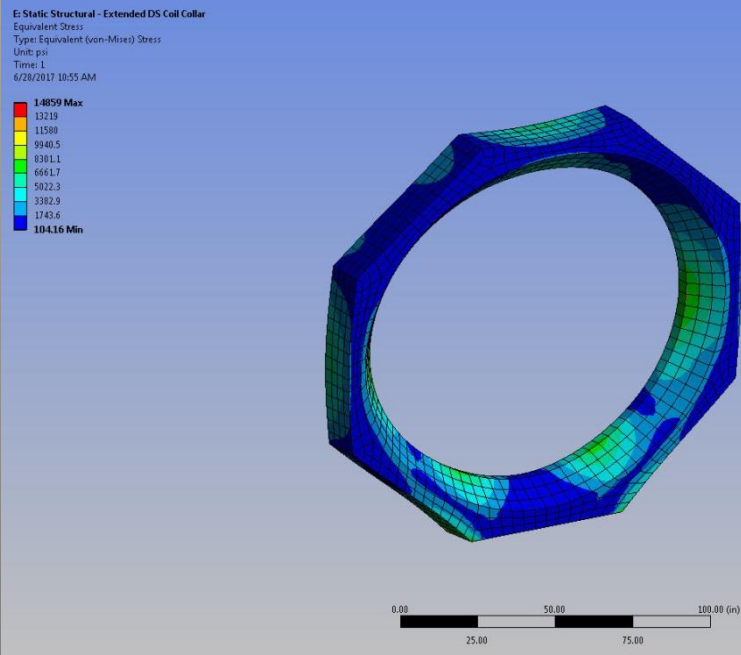 E: Static Structural - Extended DS Coil Collar
Equivalent Stress
Type: Equivalent (von-Mises) Stress
Unit: psi
Time: 1
6/28/2017 10:55 AM
14859 Max
13219
11580
9940.5
8301.1
6661.7
5022.3
3382.9
1743.6
104.16 Min
0.00 50.00 100.00 (in)
25.00 75.00